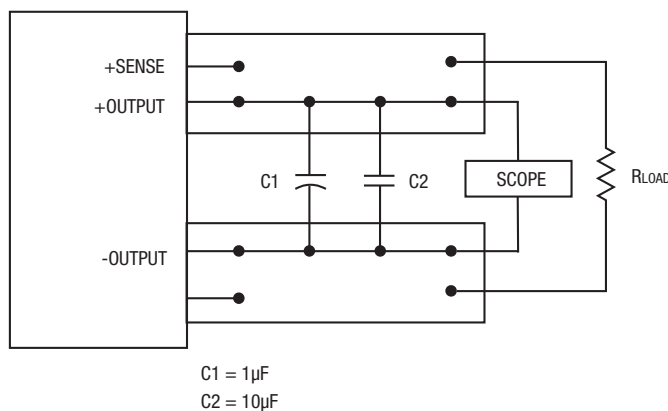 +SENSE
+OUTPUT
C1
C2
SCOPE
RLOAD
-OUTPUT
C1 = 1µF
C2 = 10µF